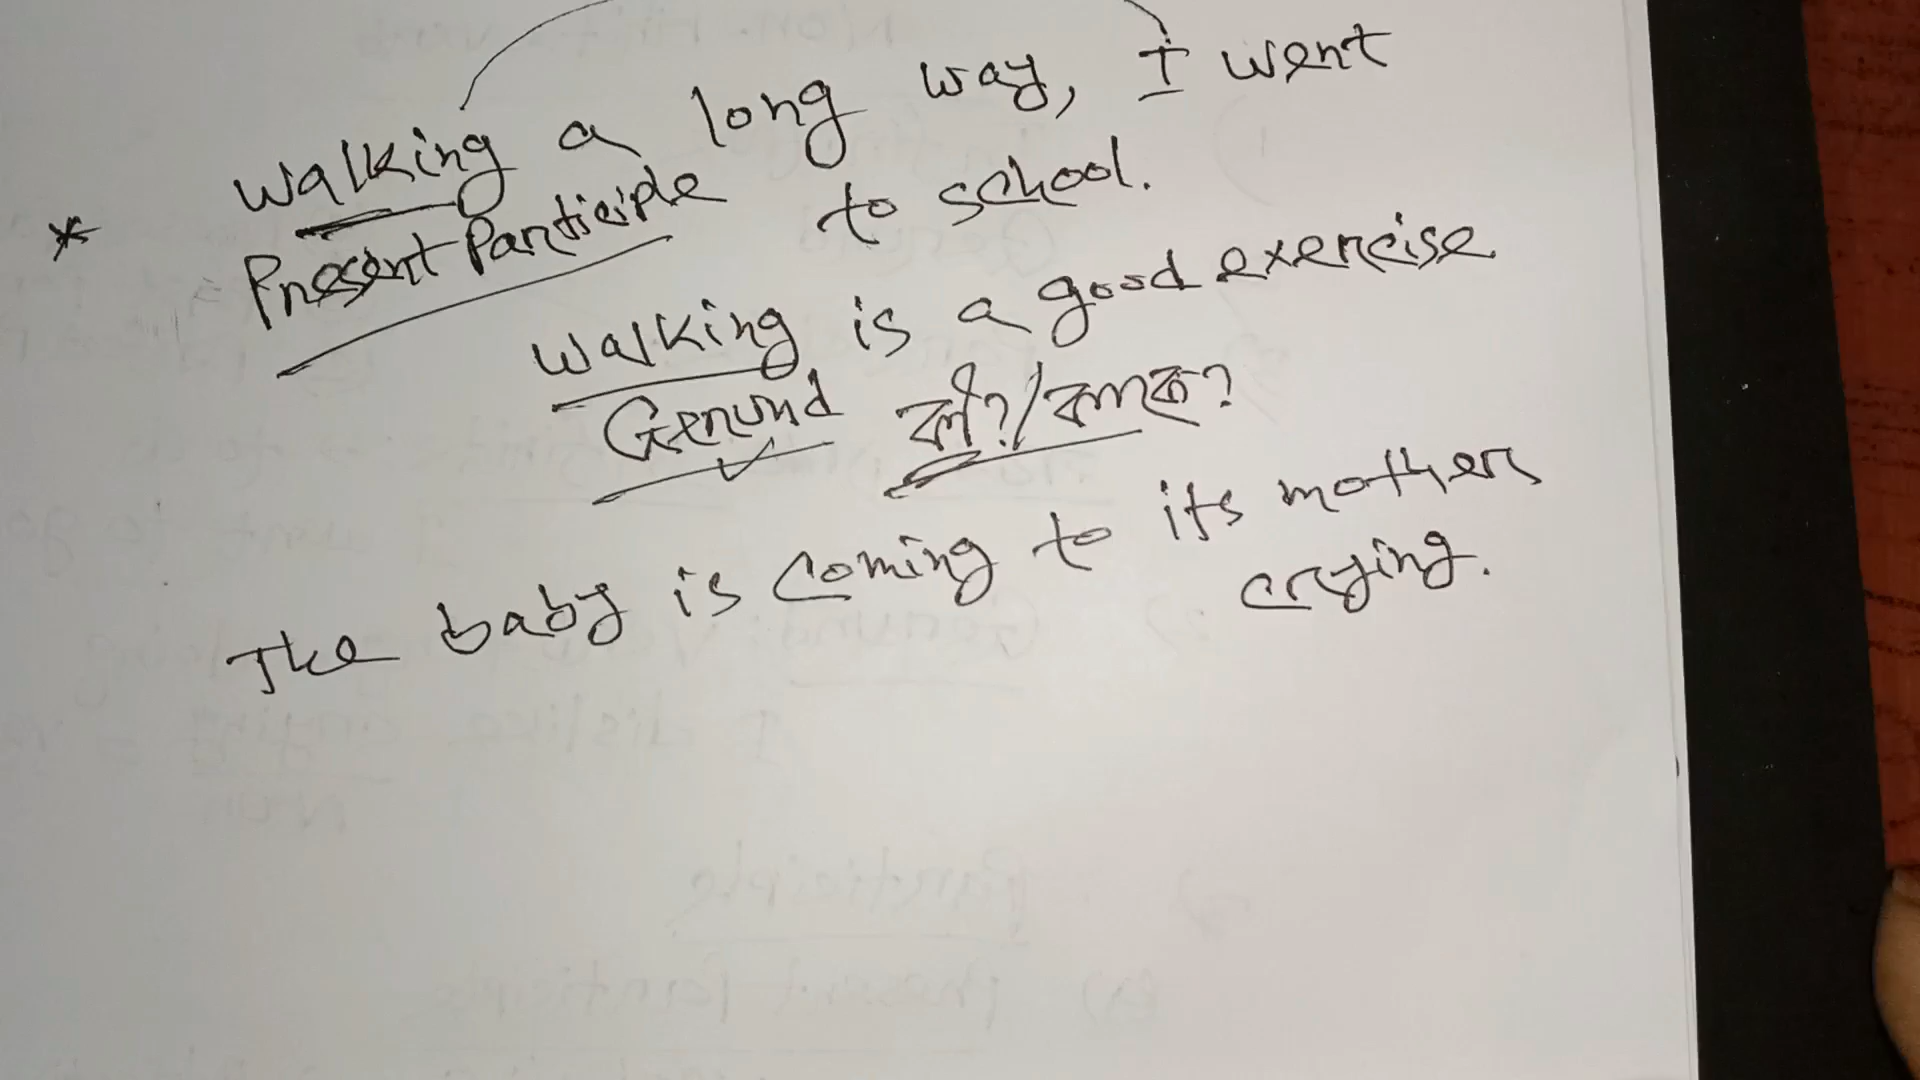 Walking a long way, I went
to school.
* Present Participle
Walking is a good exercise
Gerund কী?/কাকে?
The baby is coming to its mother
crying.